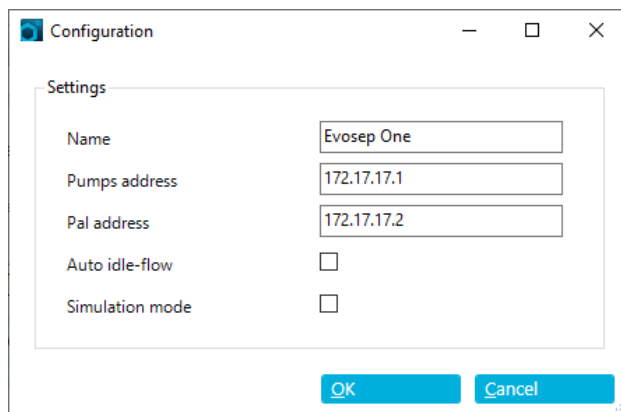 Configuration
Settings
Name Evosep One
Pumps address 172.17.17.1
Pal address 172.17.17.2
Auto idle-flow
Simulation mode
OK Cancel